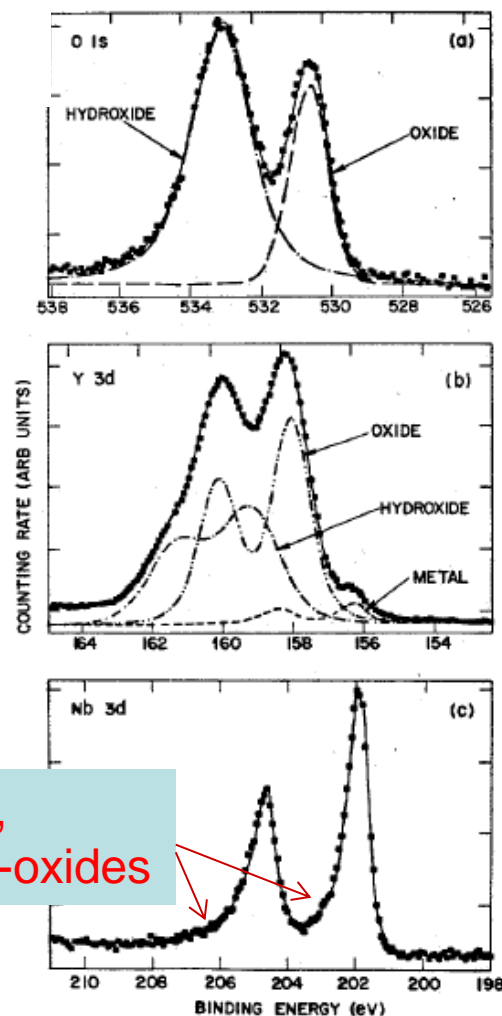 O 1s
(a)
HYDROXIDE
OXIDE
538 536 534 532 530 528 526
Y 3d
(b)
OXIDE
HYDROXIDE
METAL
164 162 160 158 156 154
COUNTING RATE (ARB UNITS)
Nb 3d
(c)
,
-oxides
210 208 206 204 202 200 198
BINDING ENERGY (eV)